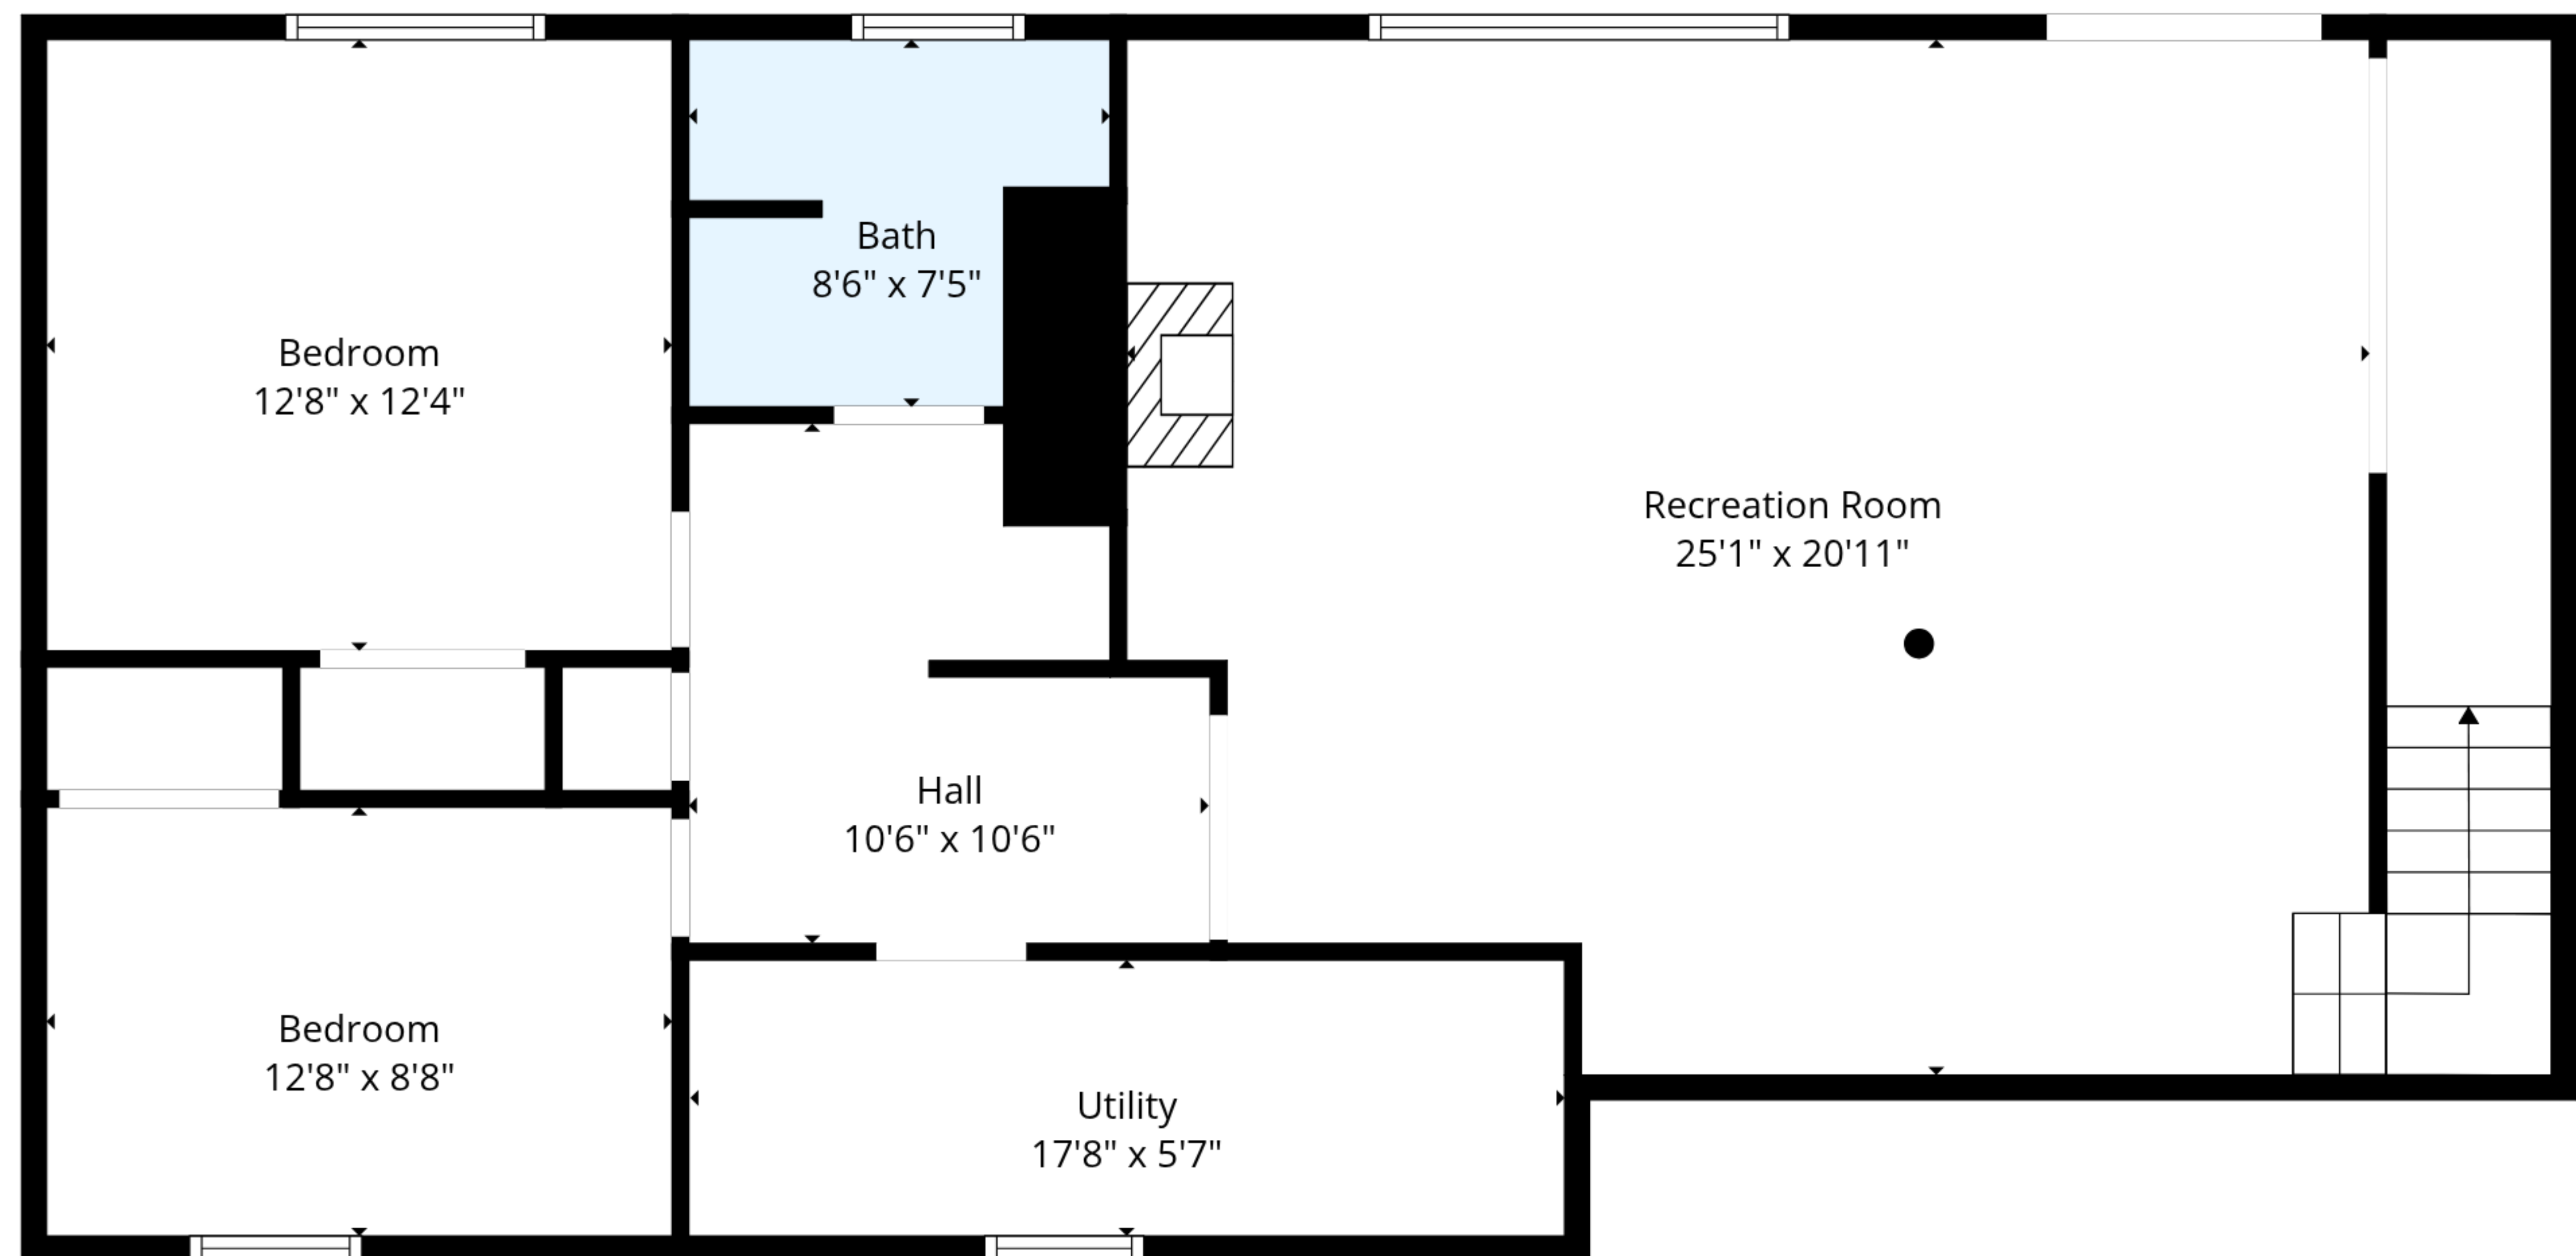 Bath
8'6" x 7'5"
Bedroom
12'8" x 12'4"
Recreation Room
25'1" x 20'11"
Hall
10'6" x 10'6"
Bedroom
12'8" x 8'8"
Utility
17'8" x 5'7"